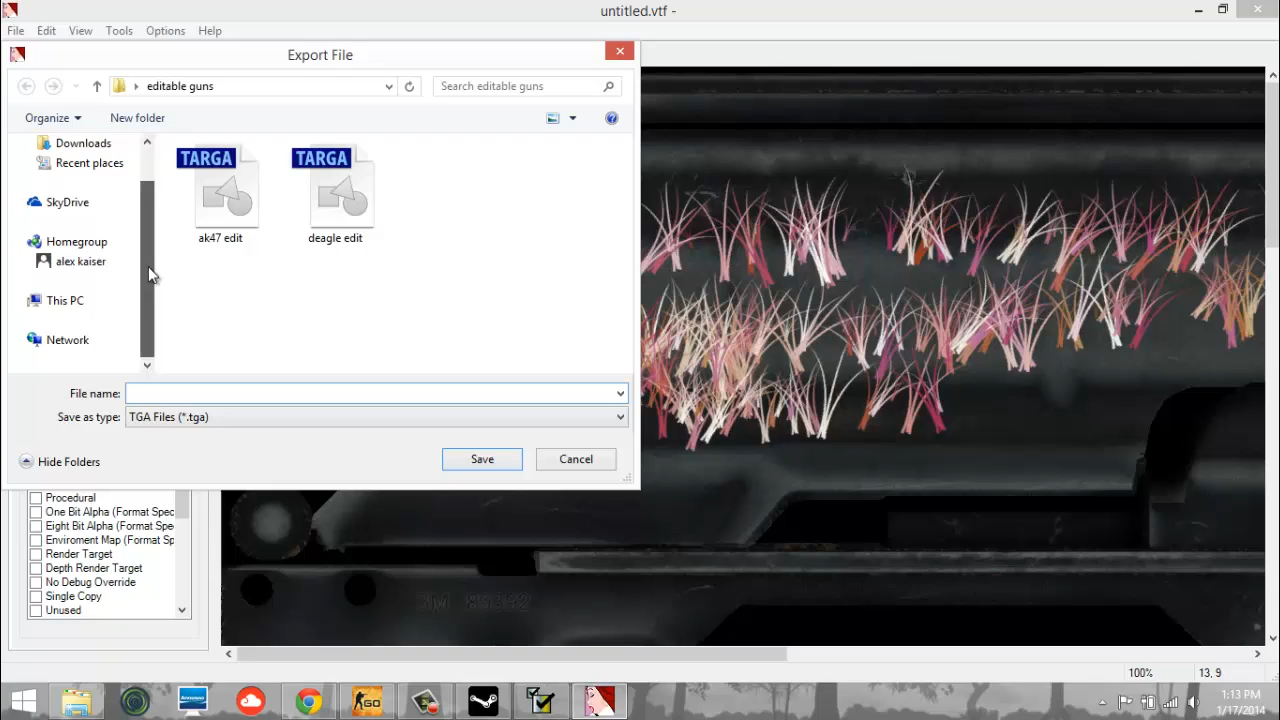 untitled.vtf -
File Edit View Tools Options Help
Export File
editable guns
Search editable guns
Organize
New folder
Downloads
Recent places
SkyDrive
Homegroup
alex kaiser
This PC
Network
TARGA
TARGA
ak47 edit
deagle edit
File name:
Save as type: TGA Files (*.tga)
Hide Folders
Save
Cancel
Procedural
One Bit Alpha (Format Spec
Eight Bit Alpha (Format Spe
Enviroment Map (Format Sp
Render Target
Depth Render Target
No Debug Override
Single Copy
Unused
100%
13, 9
GO
1:13 PM
1/17/2014